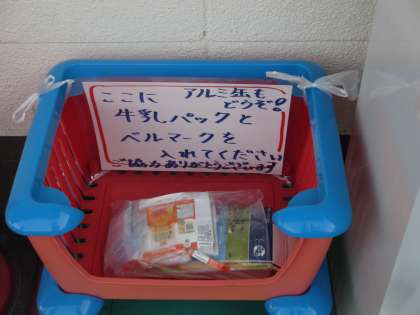 ここに アルミ缶も
どうぞ!
牛乳パックと
ベルマークを
入れてください
ご協力ありがとうございます